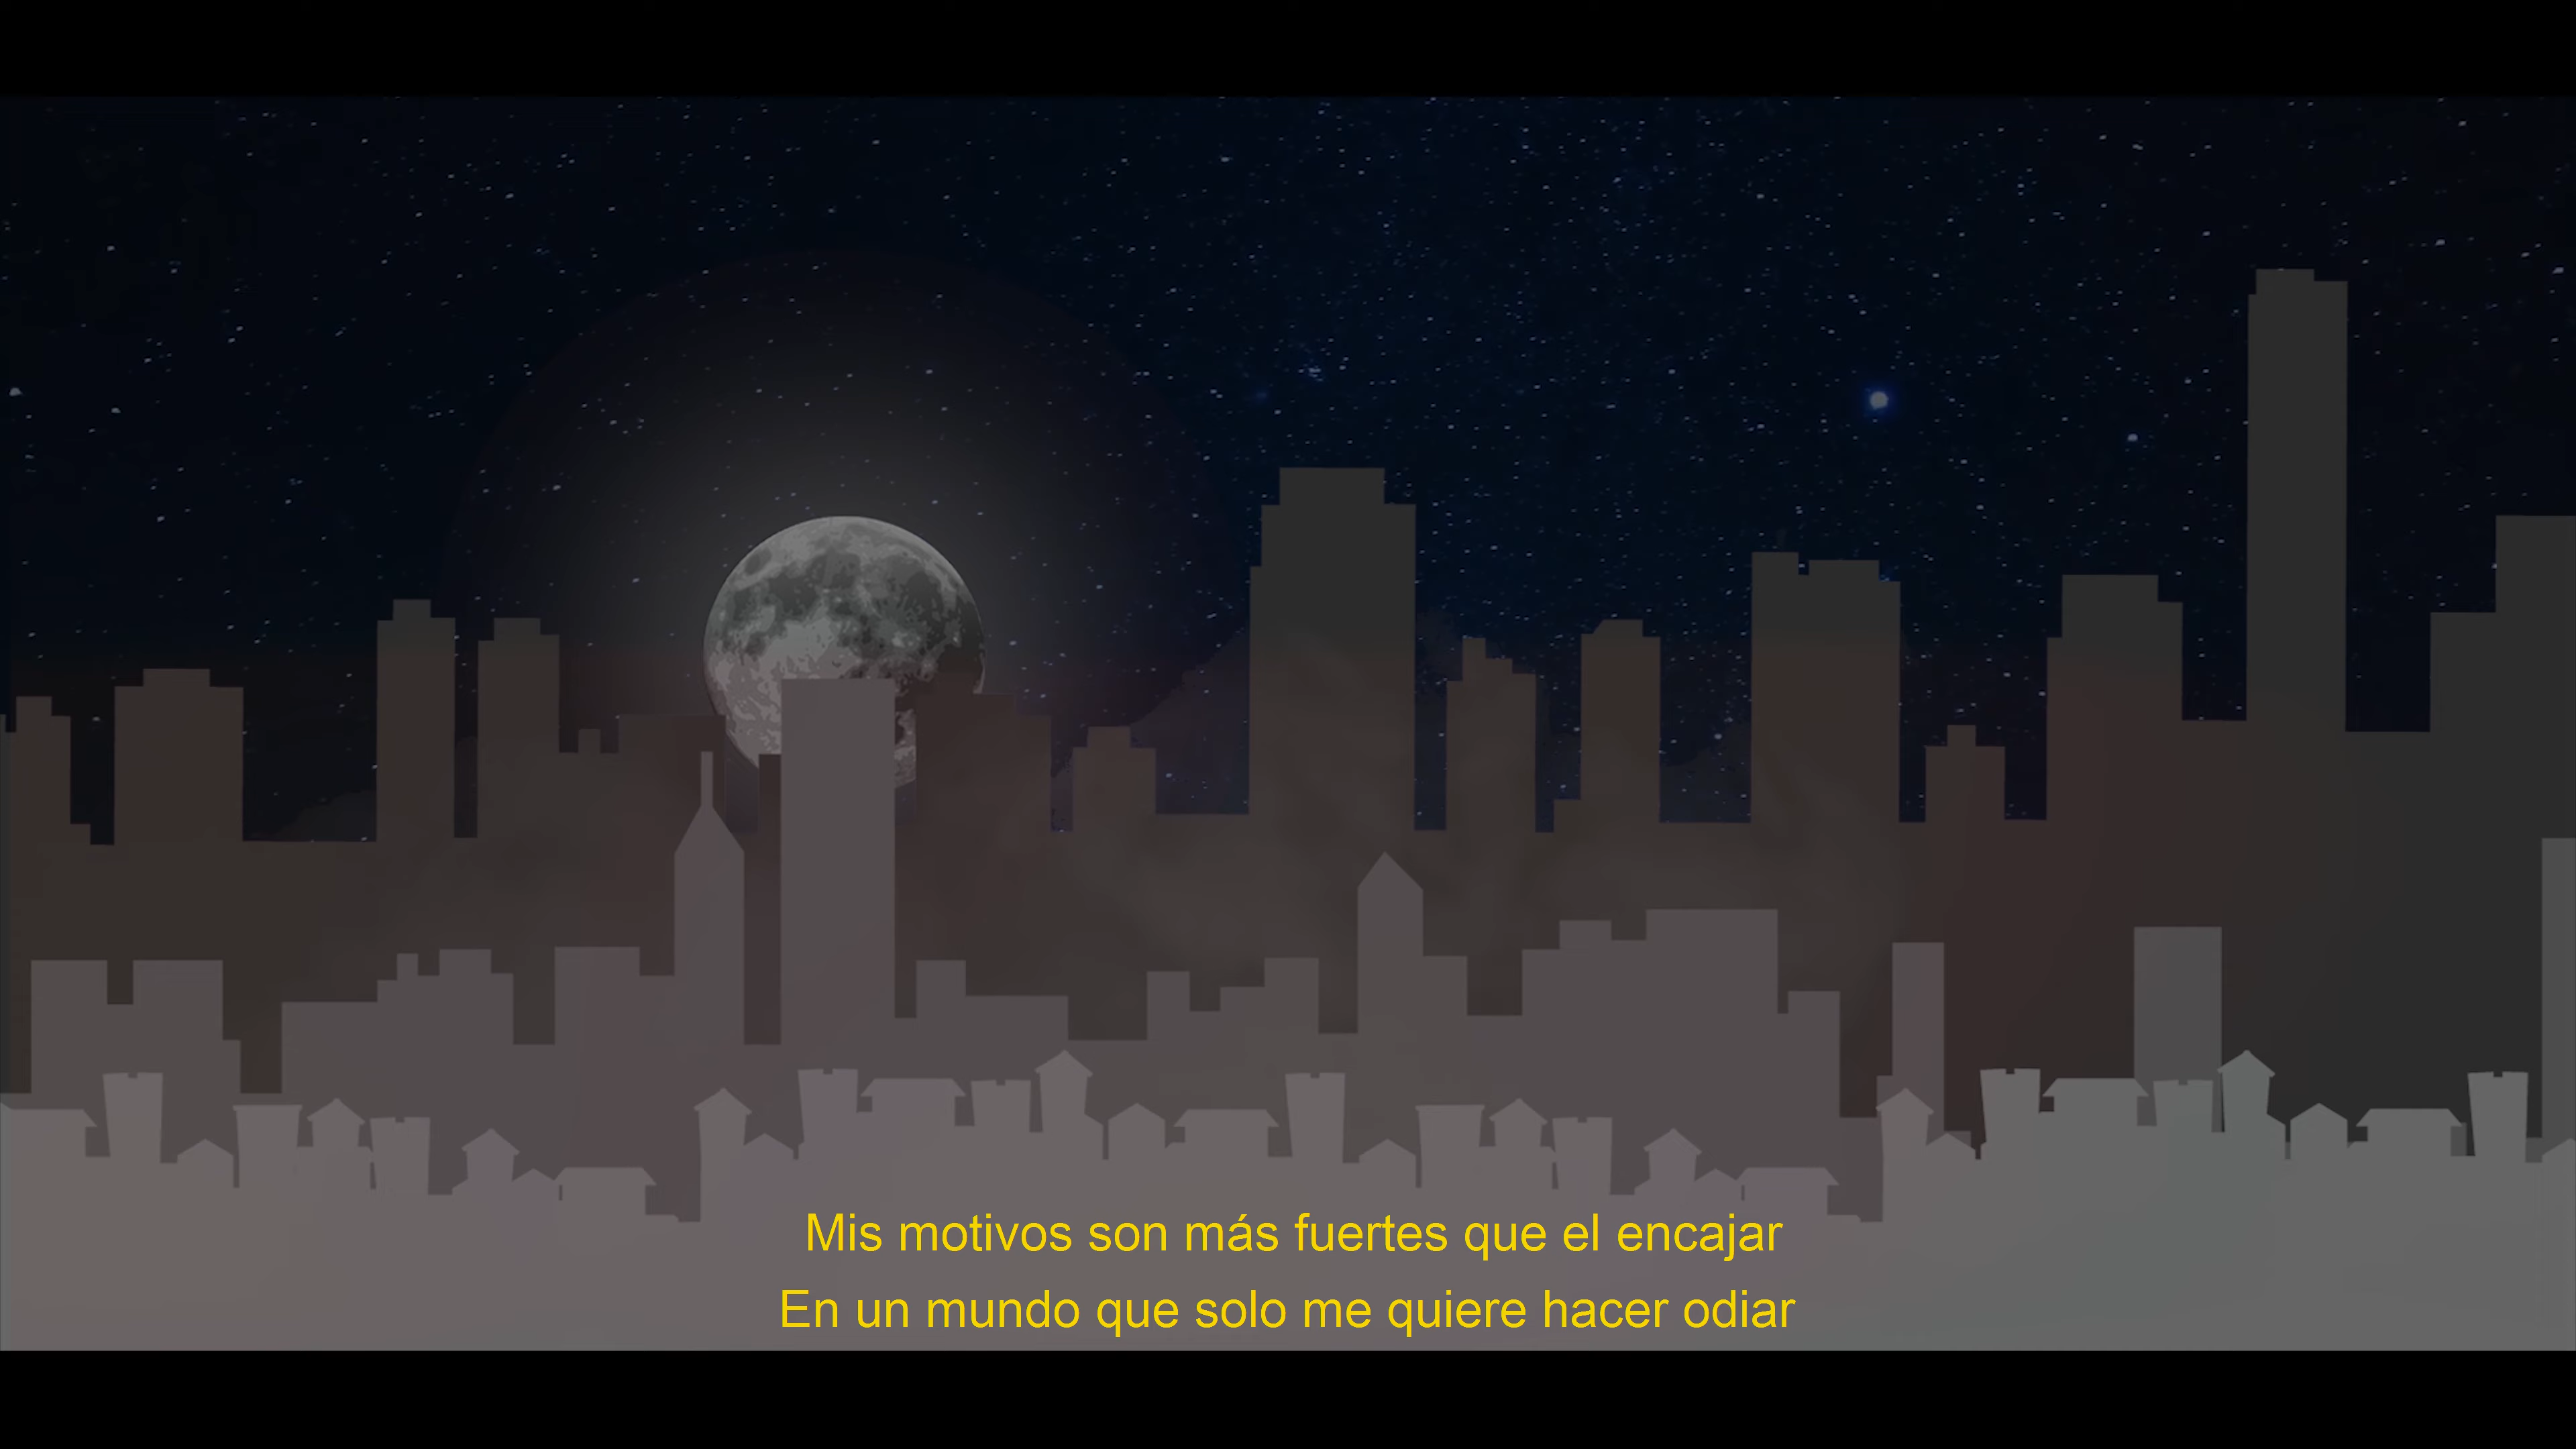 Mis motivos son más fuertes que el encajar
En un mundo que solo me quiere hacer odiar